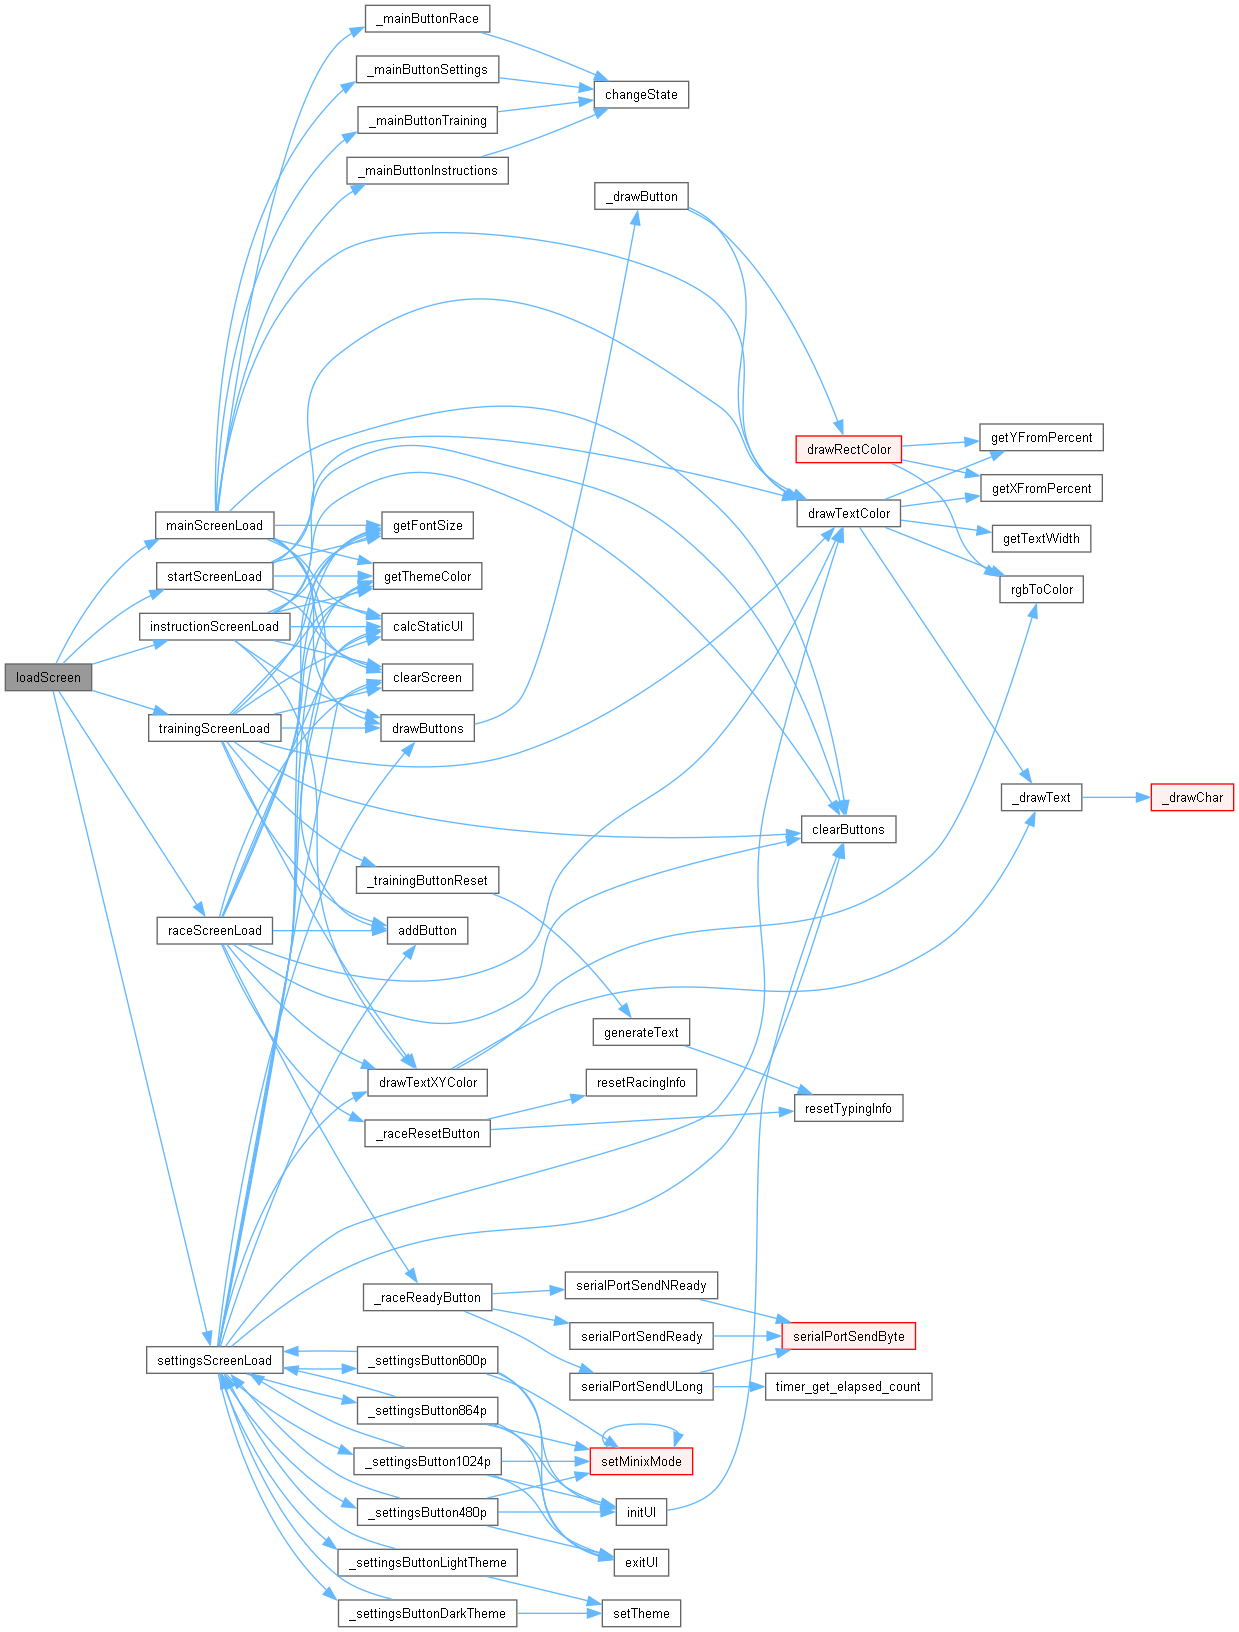 _mainButtonRace
_mainButtonSettings
changeState
_mainButtonTraining
_mainButtonInstructions
_drawButton
getYFromPercent
drawRectColor
getXFromPercent
drawTextColor
mainScreenLoad
getFontSize
getTextWidth
startScreenLoad
getThemeColor
rgbToColor
instructionScreenLoad
calcStaticUI
loadScreen
clearScreen
trainingScreenLoad
drawButtons
_drawText
_drawChar
clearButtons
_trainingButtonReset
raceScreenLoad
addButton
generateText
drawTextXYColor
resetRacingInfo
resetTypingInfo
_raceResetButton
serialPortSendNReady
_raceReadyButton
serialPortSendReady
serialPortSendByte
settingsScreenLoad
_settingsButton600p
serialPortSendULong
timer_get_elapsed_count
_settingsButton864p
_settingsButton1024p
setMinixMode
_settingsButton480p
initUI
_settingsButtonLightTheme
exitUI
_settingsButtonDarkTheme
setTheme